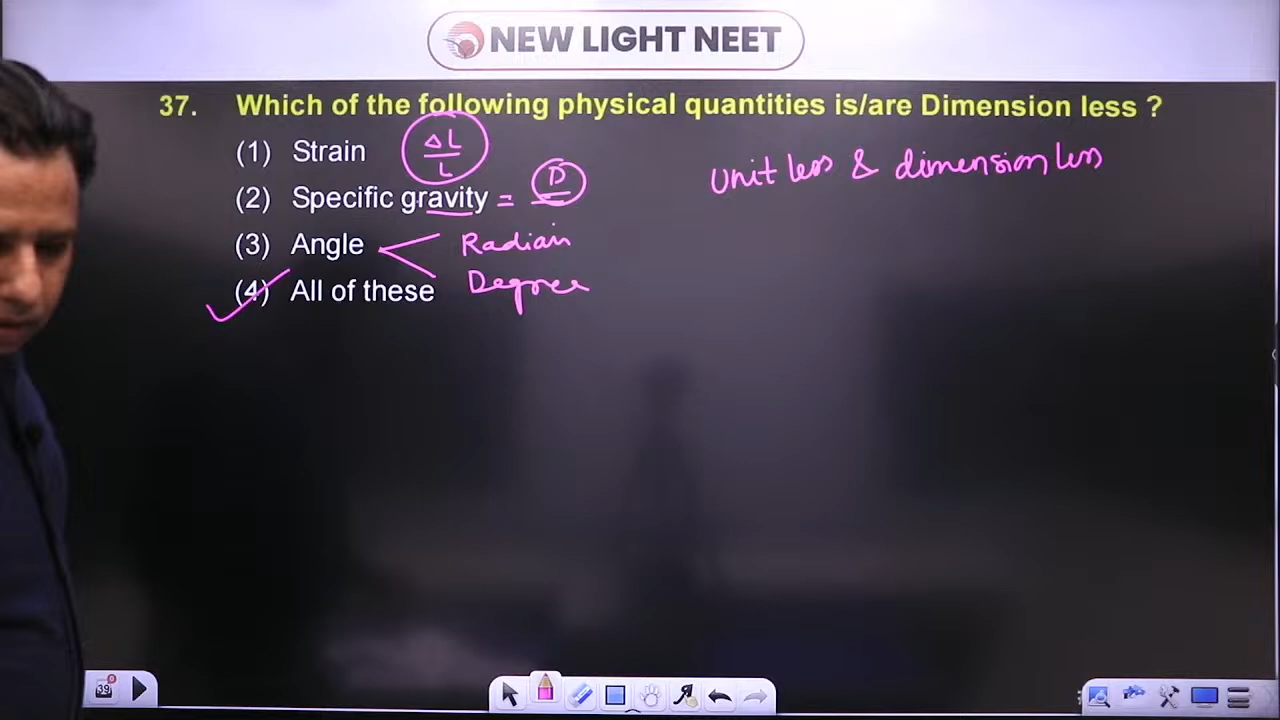 NEW LIGHT NEET
37. Which of the following physical quantities is/are Dimension less ?
(1) Strain ΔL/L
unit less & dimension less
(2) Specific gravity = D
(3) Angle Radian
(4) All of these Degree
39